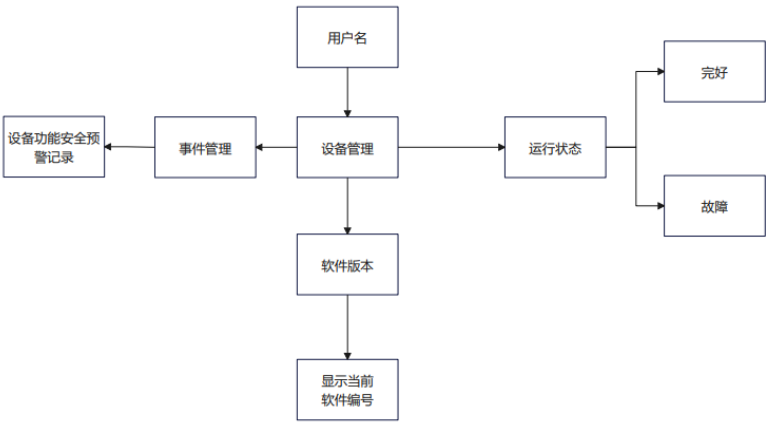 用户名
完好
设备功能安全预
警记录
事件管理
设备管理
运行状态
故障
软件版本
显示当前
软件编号